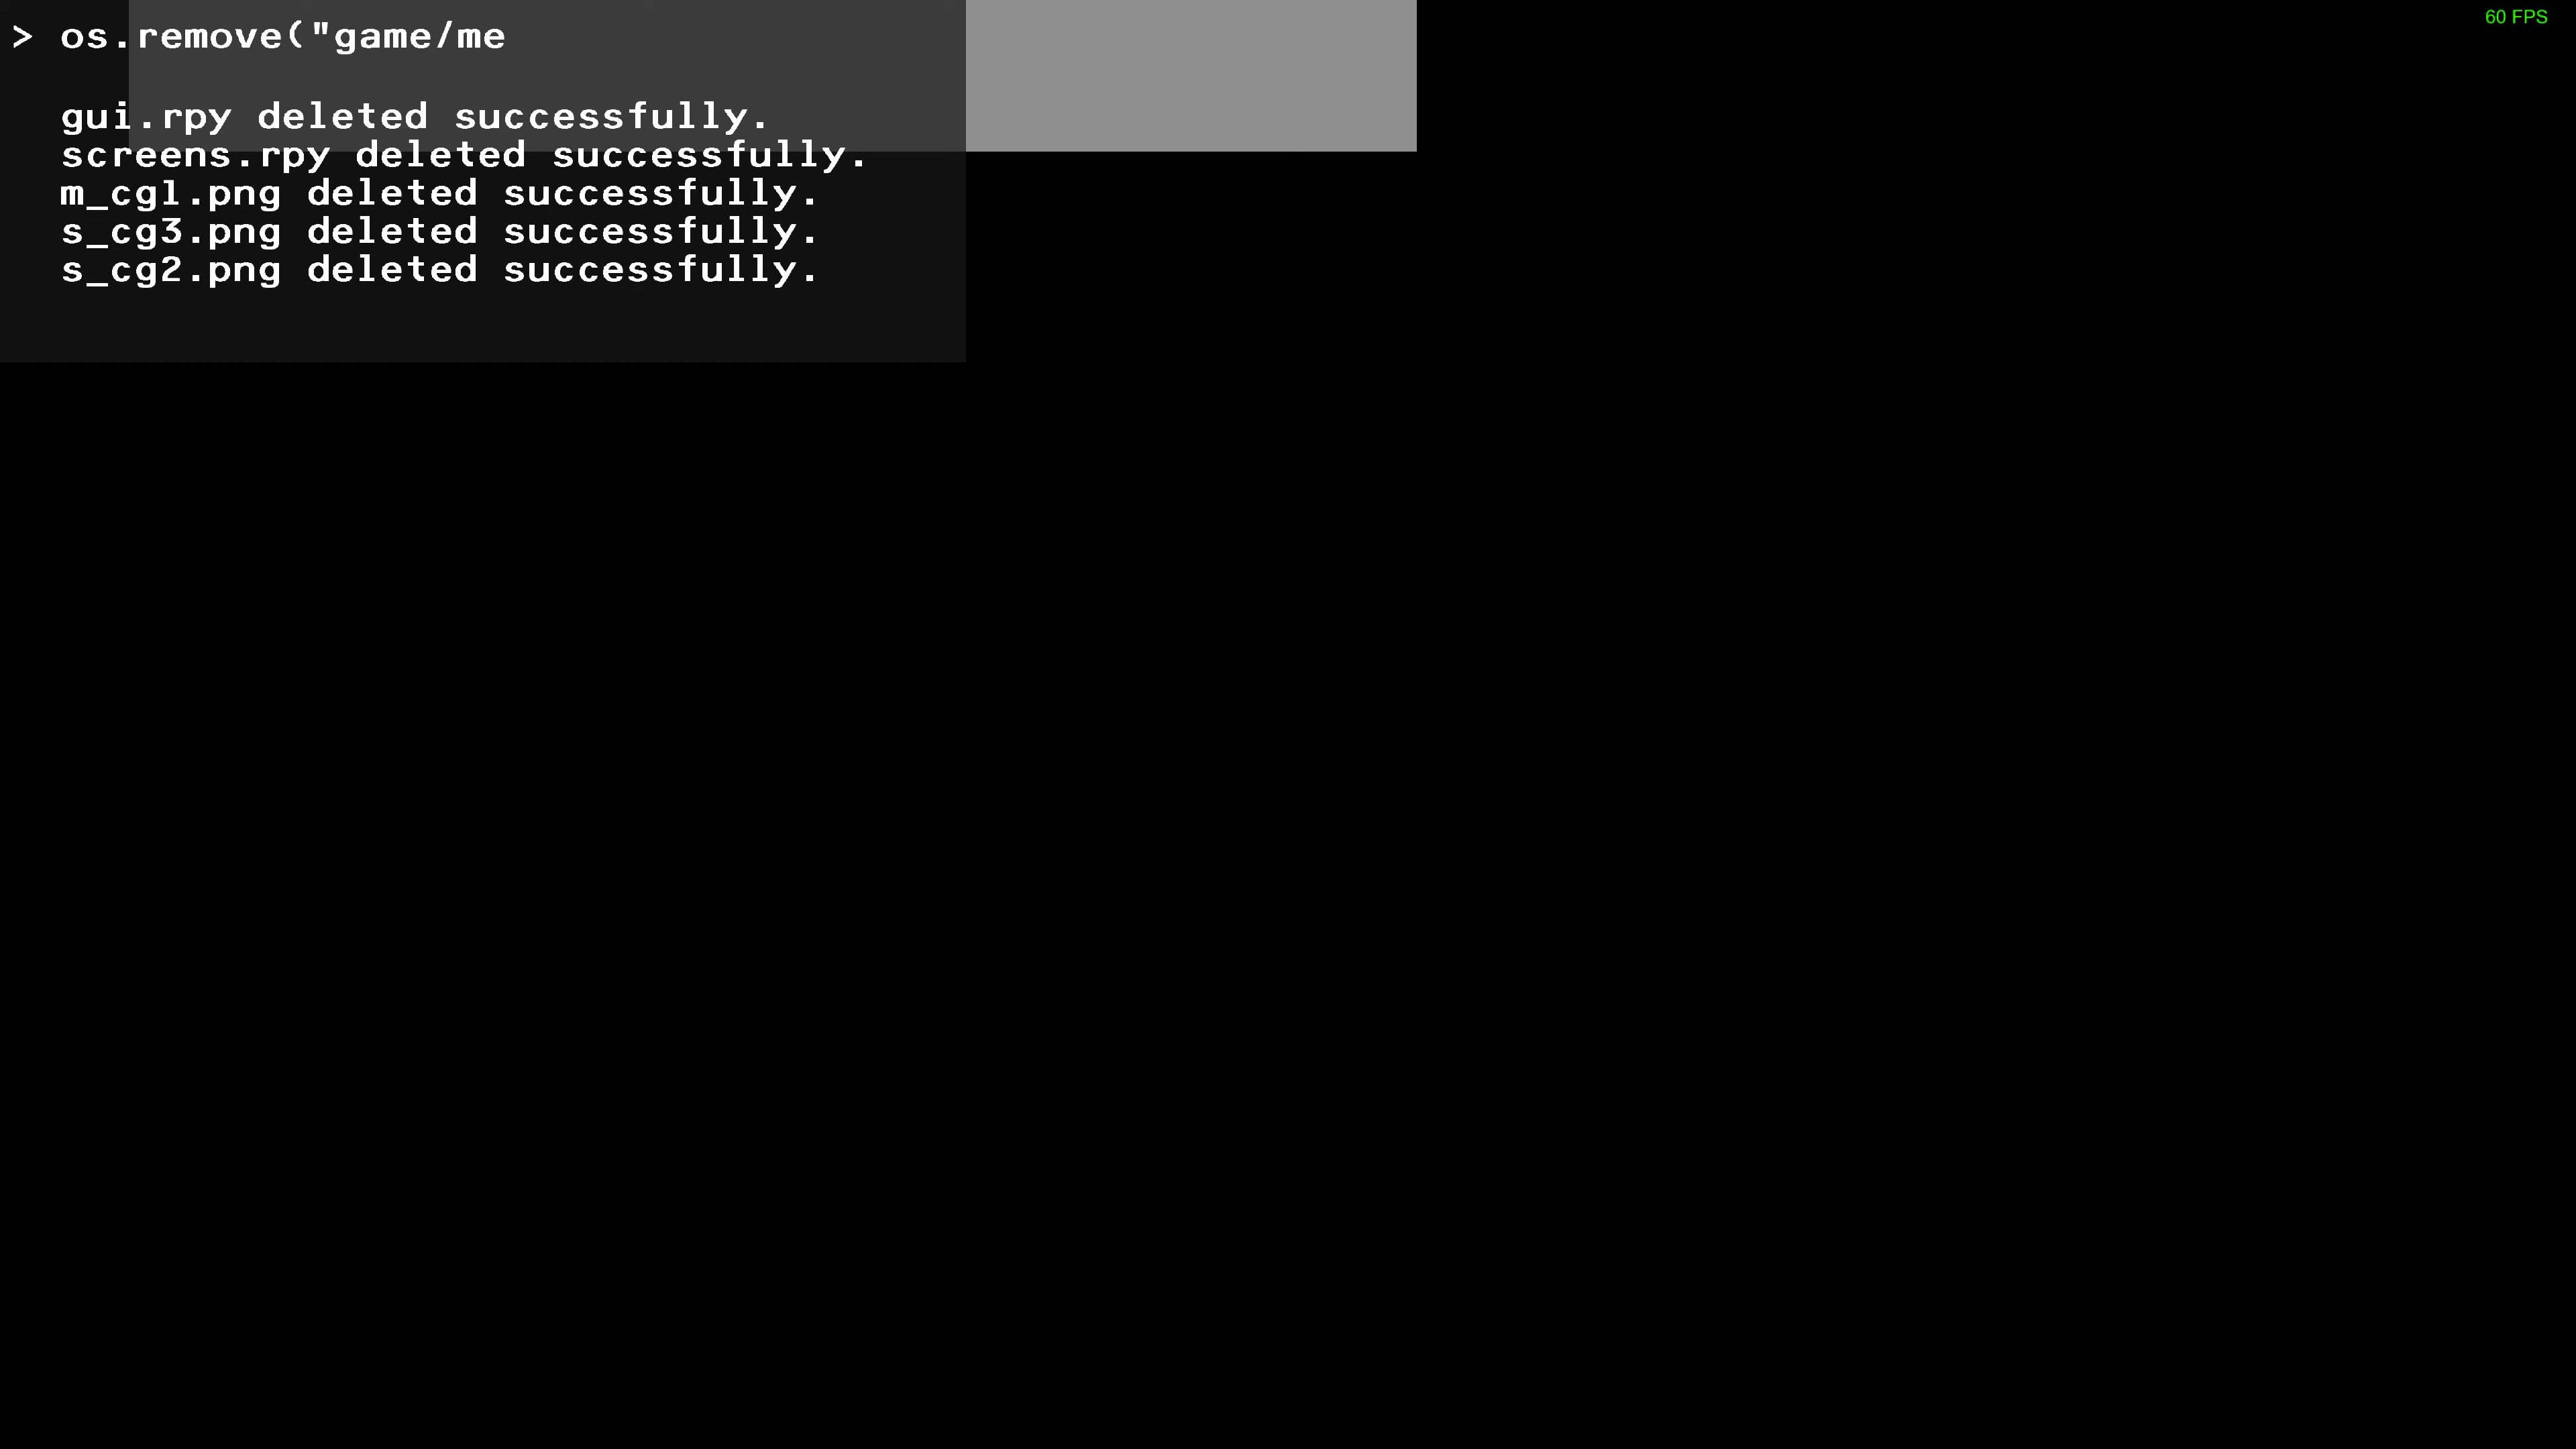 > os.remove("game/me
60 FPS
gui.rpy deleted successfully.
screens.rpy deleted successfully.
m_cg1.png deleted successfully.
s_cg3.png deleted successfully.
s_cg2.png deleted successfully.